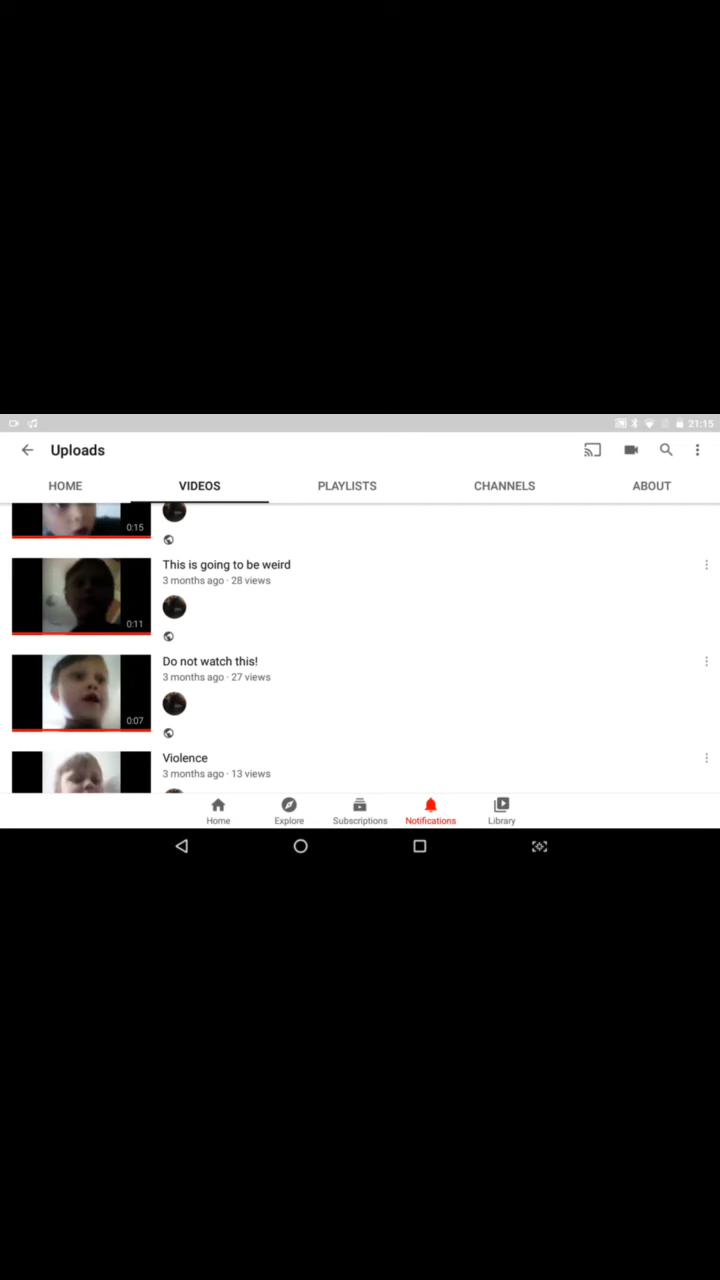 21:15
Uploads
HOME VIDEOS PLAYLISTS CHANNELS ABOUT
0:15
This is going to be weird
3 months ago · 28 views
0:11
Do not watch this!
3 months ago · 27 views
0:07
Violence
3 months ago · 13 views
Home Explore Subscriptions Notifications Library